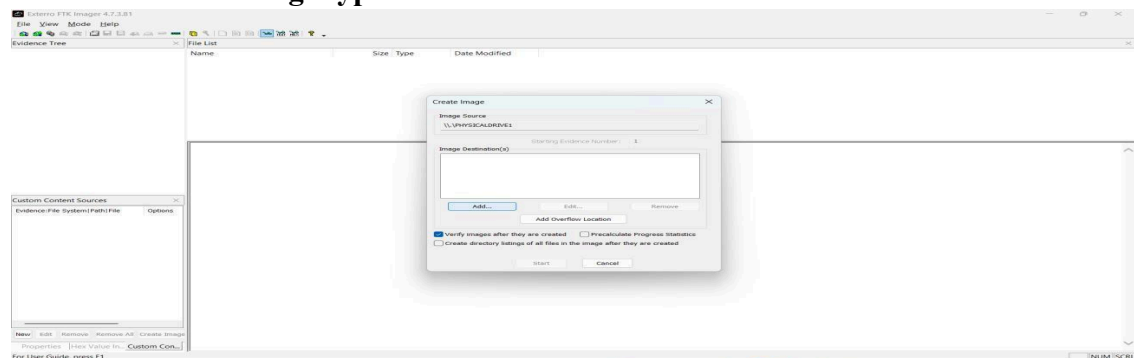 Exterro FTK Imager 4.7.3.81
File View Mode Help
Evidence Tree
File List
Name Size Type Date Modified
Create Image
Image Source
\\.\PHYSICALDRIVE1
Starting Evidence Number: 1
Image Destination(s)
Add... Edit... Remove
Add Overflow Location
Verify images after they are created Precalculate Progress Statistics
Create directory listings of all files in the image after they are created
Start Cancel
Custom Content Sources
Evidence:File System|Path|File Options
New Edit Remove Remove All Create Image
Properties Hex Value In... Custom Con...
For User Guide, press F1 NUM SCRL